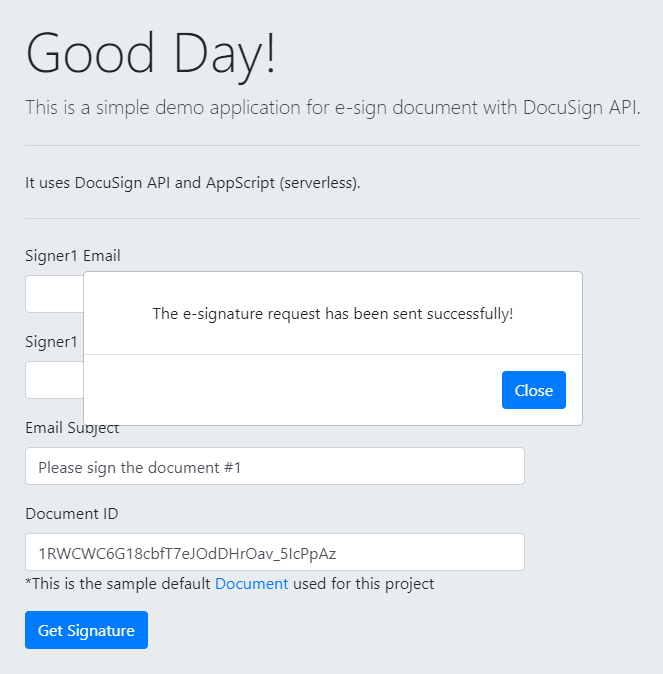 Good Day!
This is a simple demo application for e-sign document with DocuSign API.
It uses DocuSign API and AppScript (serverless).
Signer1 Email
The e-signature request has been sent successfully!
Signer1
Close
Email Subject
Please sign the document #1
Document ID
1RWCWC6G18cbfT7eJOdDHrOav_5IcPpAz
*This is the sample default Document used for this project
Get Signature